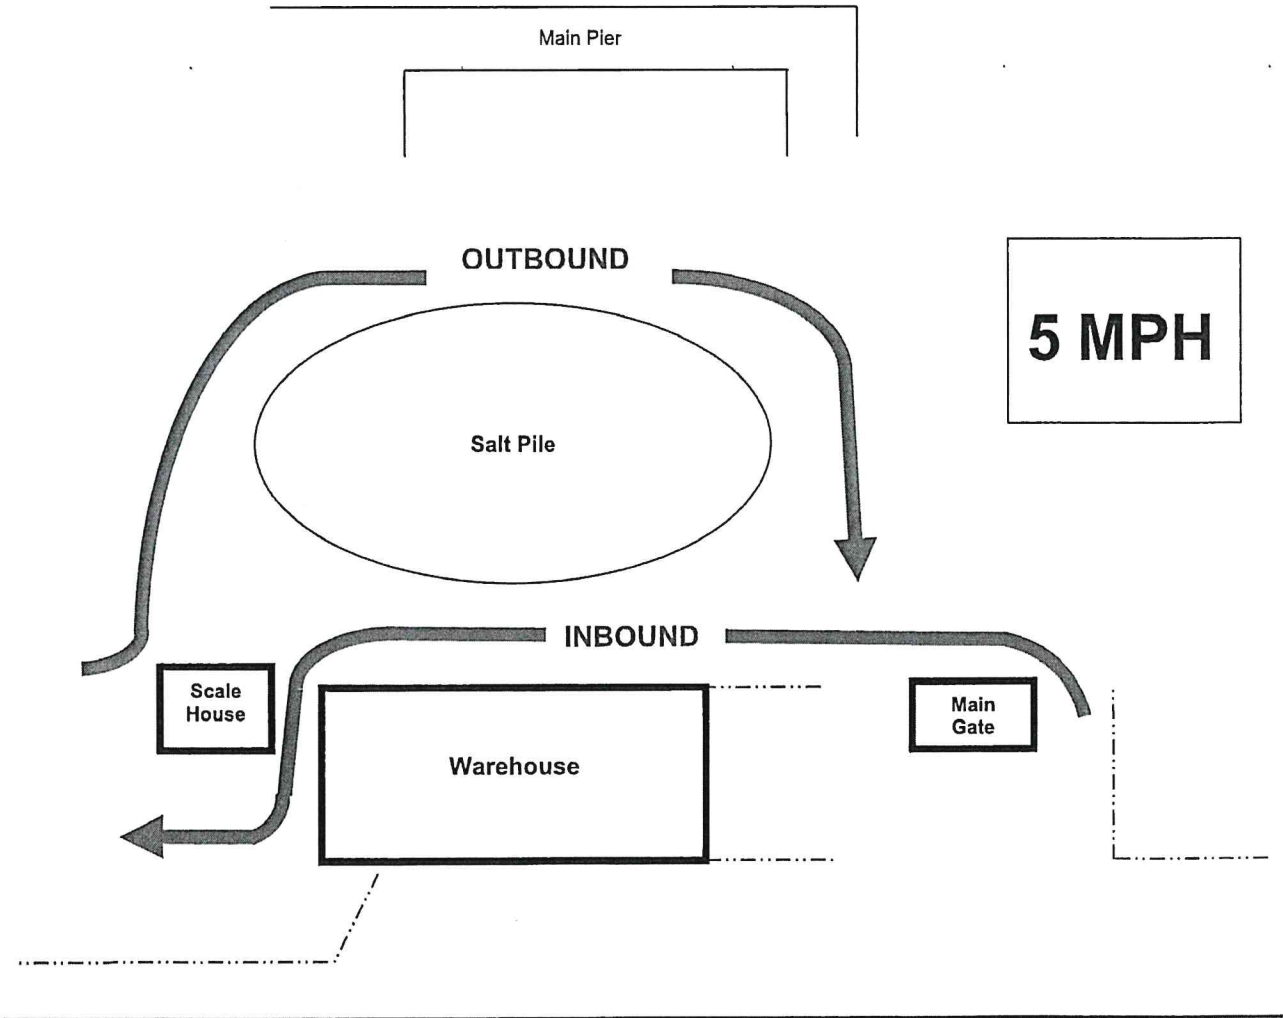 Main Pier
OUTBOUND
5 MPH
Salt Pile
INBOUND
Scale
House
Main
Gate
Warehouse